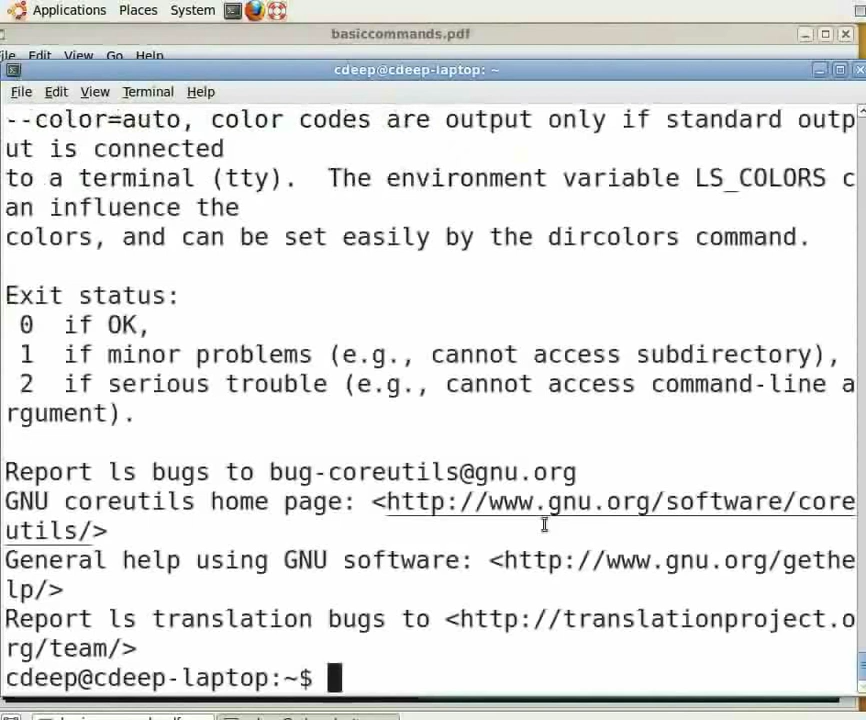 Applications Places System
basiccommands.pdf
File Edit View Go Help
cdeep@cdeep-laptop: ~
File Edit View Terminal Help
--color=auto, color codes are output only if standard outp
ut is connected
to a terminal (tty).  The environment variable LS_COLORS c
an influence the
colors, and can be set easily by the dircolors command.
Exit status:
0  if OK,
1  if minor problems (e.g., cannot access subdirectory),
2  if serious trouble (e.g., cannot access command-line a
rgument).
Report ls bugs to bug-coreutils@gnu.org
GNU coreutils home page: <http://www.gnu.org/software/core
utils/>
General help using GNU software: <http://www.gnu.org/gethe
lp/>
Report ls translation bugs to <http://translationproject.o
rg/team/>
cdeep@cdeep-laptop:~$